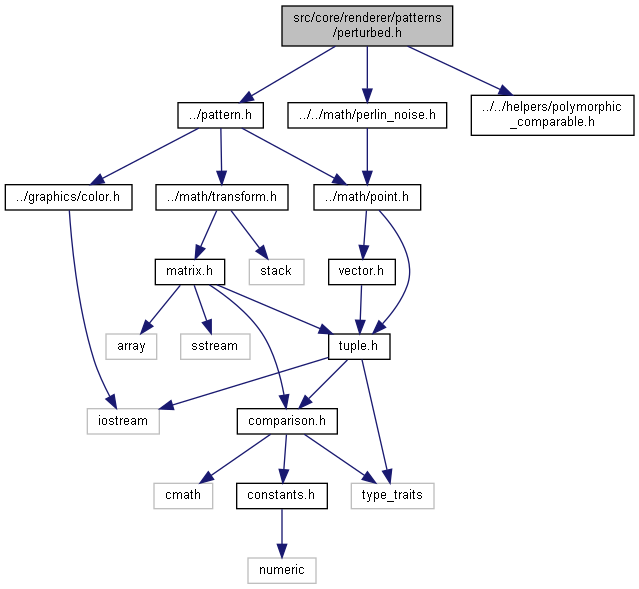 src/core/renderer/patterns
/perturbed.h
../pattern.h
../../math/perlin_noise.h
../../helpers/polymorphic
_comparable.h
../graphics/color.h
../math/transform.h
../math/point.h
matrix.h
stack
vector.h
array
sstream
tuple.h
iostream
comparison.h
cmath
constants.h
type_traits
numeric